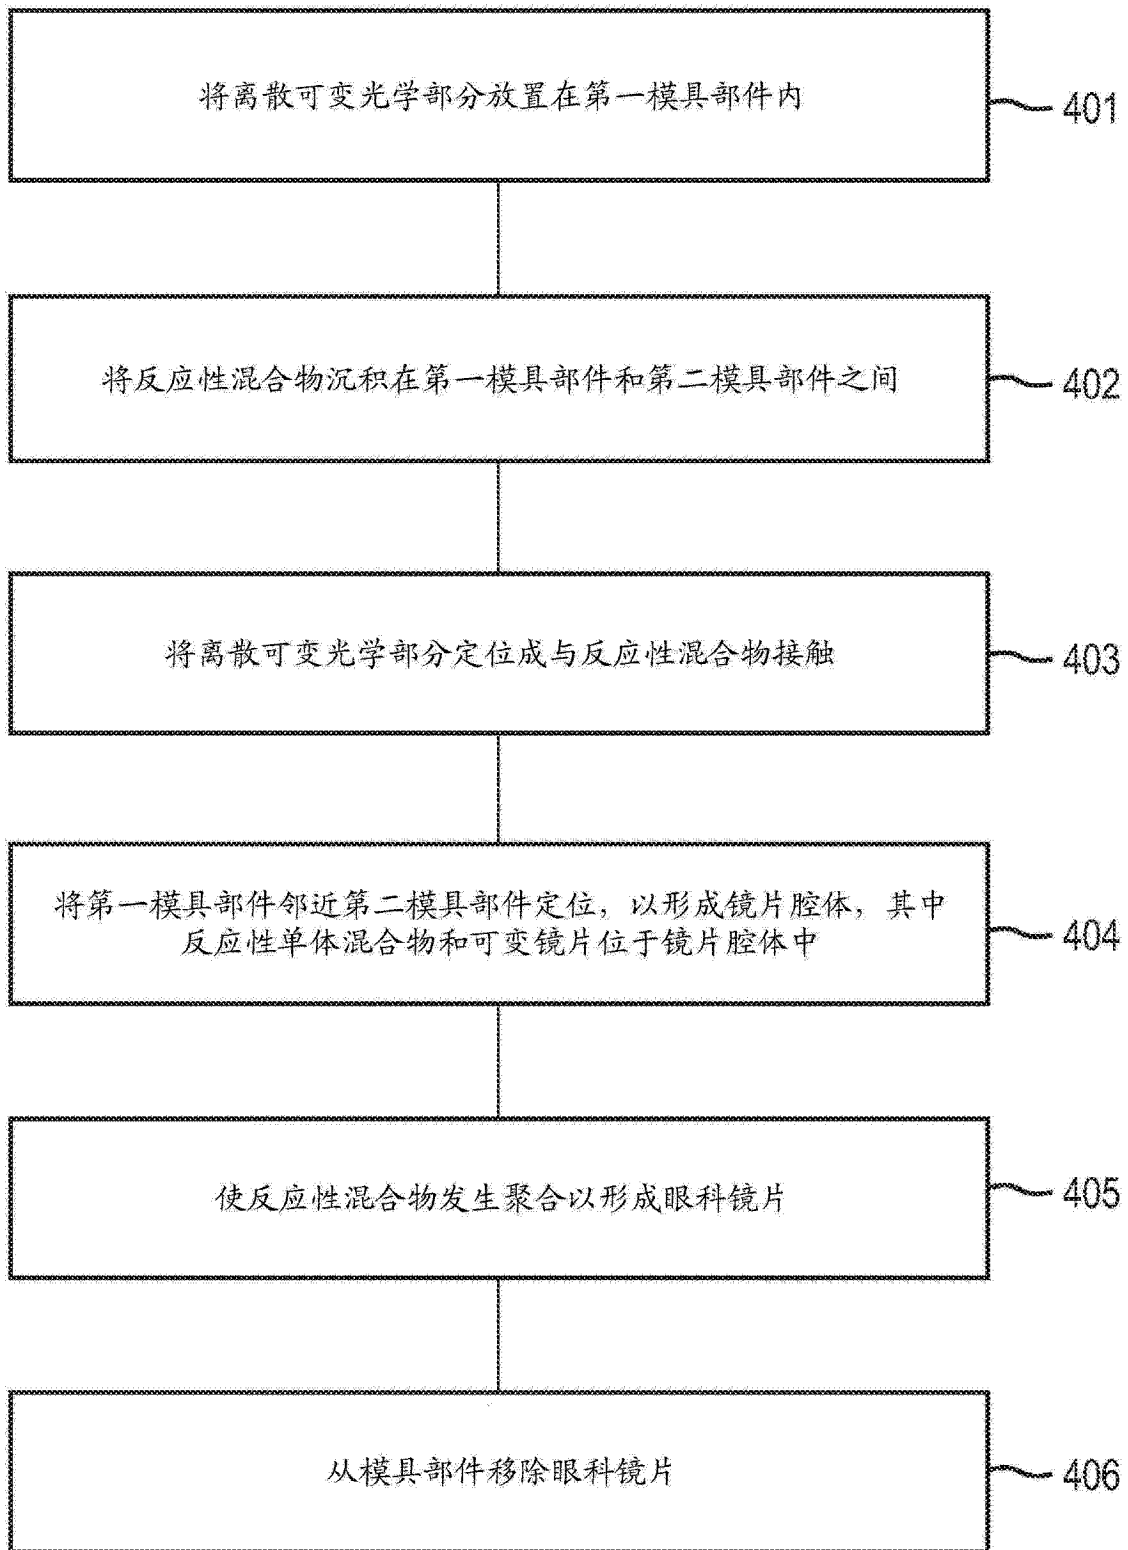 将离散可变光学部分放置在第一模具部件内
401
将反应性混合物沉积在第一模具部件和第二模具部件之间
402
将离散可变光学部分定位成与反应性混合物接触
403
将第一模具部件邻近第二模具部件定位，以形成镜片腔体，其中
反应性单体混合物和可变镜片位于镜片腔体中
404
使反应性混合物发生聚合以形成眼科镜片
405
从模具部件移除眼科镜片
406